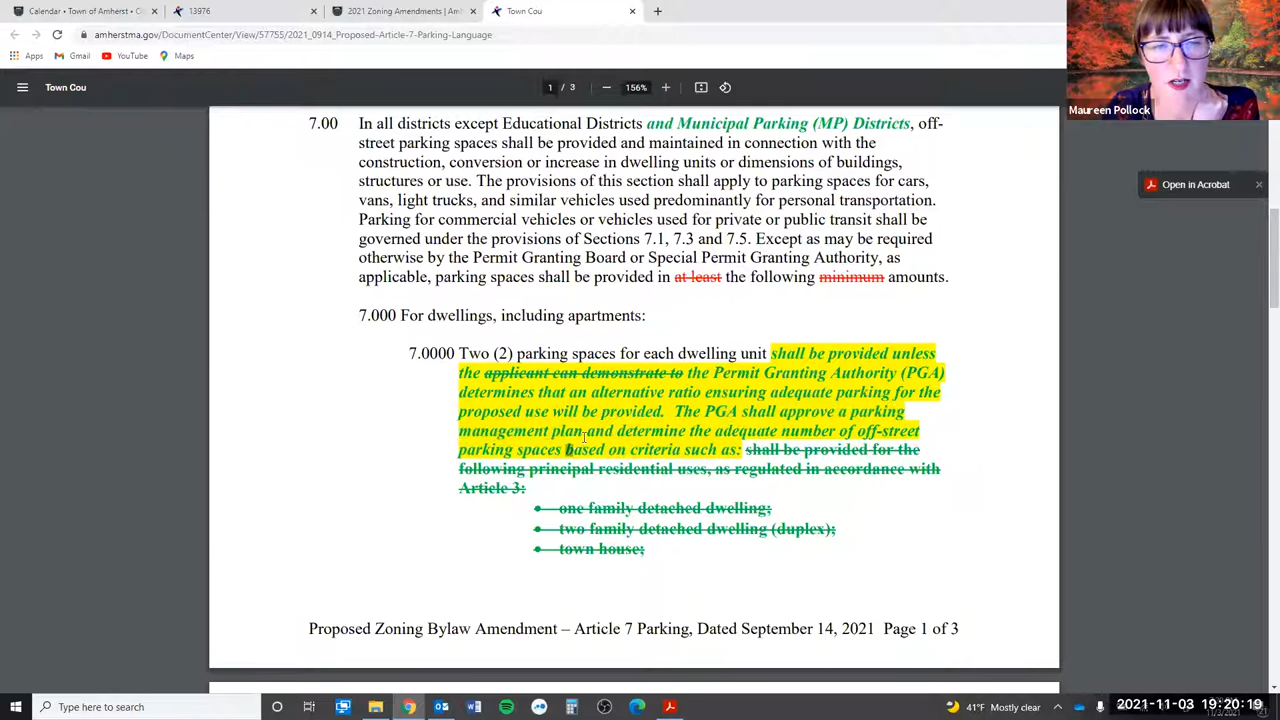 Calendar • Town of Amherst • C
13976
2021 Zoning Amendments | Amh
Town Cou
amherstma.gov/DocumentCenter/View/57755/2021_0914_Proposed-Article-7-Parking-Language
Apps
Gmail
YouTube
Maps
Town Cou
1 / 3
156%
Maureen Pollock
Open in Acrobat
7.00 In all districts except Educational Districts and Municipal Parking (MP) Districts, off-
street parking spaces shall be provided and maintained in connection with the
construction, conversion or increase in dwelling units or dimensions of buildings,
structures or use. The provisions of this section shall apply to parking spaces for cars,
vans, light trucks, and similar vehicles used predominantly for personal transportation.
Parking for commercial vehicles or vehicles used for private or public transit shall be
governed under the provisions of Sections 7.1, 7.3 and 7.5. Except as may be required
otherwise by the Permit Granting Board or Special Permit Granting Authority, as
applicable, parking spaces shall be provided in at least the following minimum amounts.
7.000 For dwellings, including apartments:
7.0000 Two (2) parking spaces for each dwelling unit shall be provided unless
the applicant can demonstrate to the Permit Granting Authority (PGA)
determines that an alternative ratio ensuring adequate parking for the
proposed use will be provided. The PGA shall approve a parking
management plan and determine the adequate number of off-street
parking spaces based on criteria such as: shall be provided for the
following principal residential uses, as regulated in accordance with
Article 3:
• one family detached dwelling;
• two family detached dwelling (duplex);
• town house;
Proposed Zoning Bylaw Amendment – Article 7 Parking, Dated September 14, 2021 Page 1 of 3
Type here to search
41°F Mostly clear
2021-11-03 19:20:19